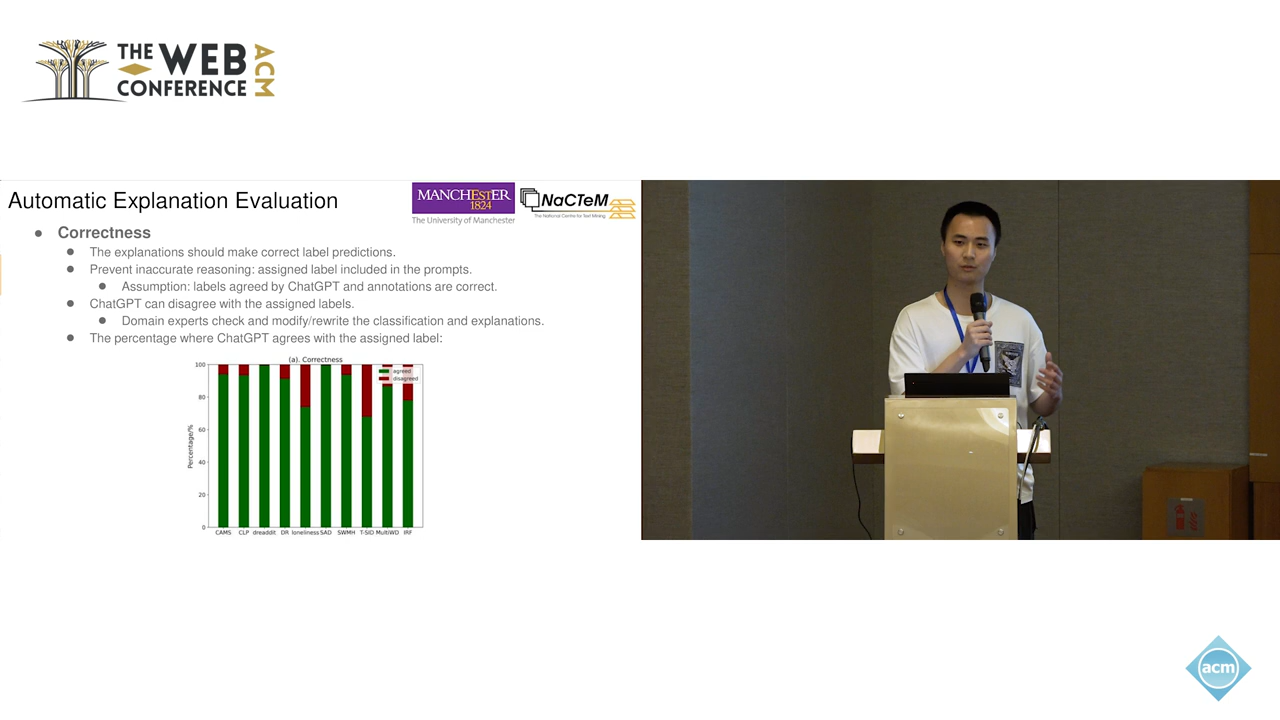 THE WEB
CONFERENCE
ACM
Automatic Explanation Evaluation
MANCHESTER
1824
The University of Manchester
NaCTeM
The National Centre for Text Mining
● Correctness
● The explanations should make correct label predictions.
● Prevent inaccurate reasoning: assigned label included in the prompts.
● Assumption: labels agreed by ChatGPT and annotations are correct.
● ChatGPT can disagree with the assigned labels.
● Domain experts check and modify/rewrite the classification and explanations.
● The percentage where ChatGPT agrees with the assigned label:
(a). Correctness
agreed
disagreed
Percentage/%
100
80
60
40
20
0
CAMS CLP dreaddit DR loneliness SAD SWMH T-SID MultiWD IRF
acm